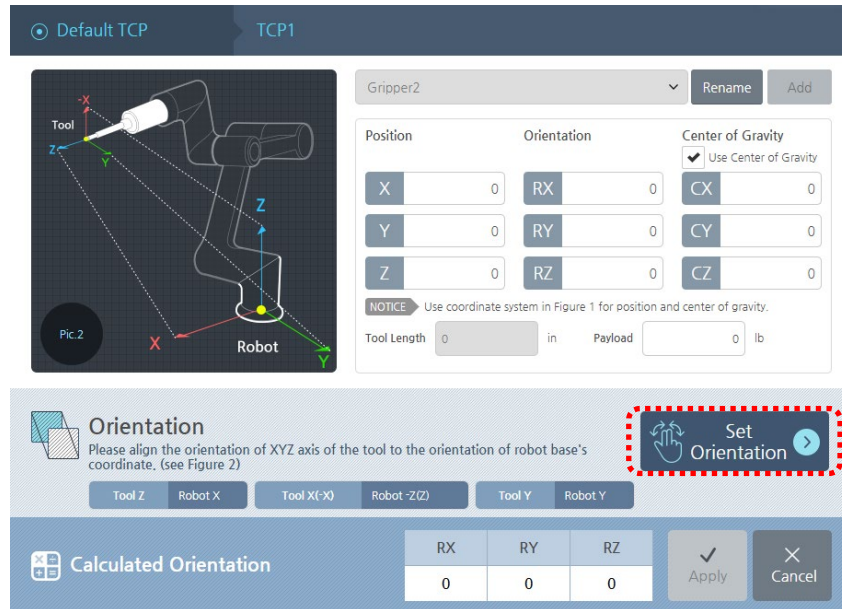 Default TCP
TCP1
-X
Tool
Z
Y
Z
X
Robot
Y
Pic.2
Gripper2
Rename
Add
Position
Orientation
Center of Gravity
Use Center of Gravity
X 0 RX 0 CX 0
Y 0 RY 0 CY 0
Z 0 RZ 0 CZ 0
NOTICE Use coordinate system in Figure 1 for position and center of gravity.
Tool Length 0 in Payload 0 lb
Orientation
Please align the orientation of XYZ axis of the tool to the orientation of robot base's
coordinate. (see Figure 2)
Set
Orientation
Tool Z Robot X Tool X(-X) Robot -Z(Z) Tool Y Robot Y
Calculated Orientation
RX RY RZ
0 0 0
Apply
Cancel